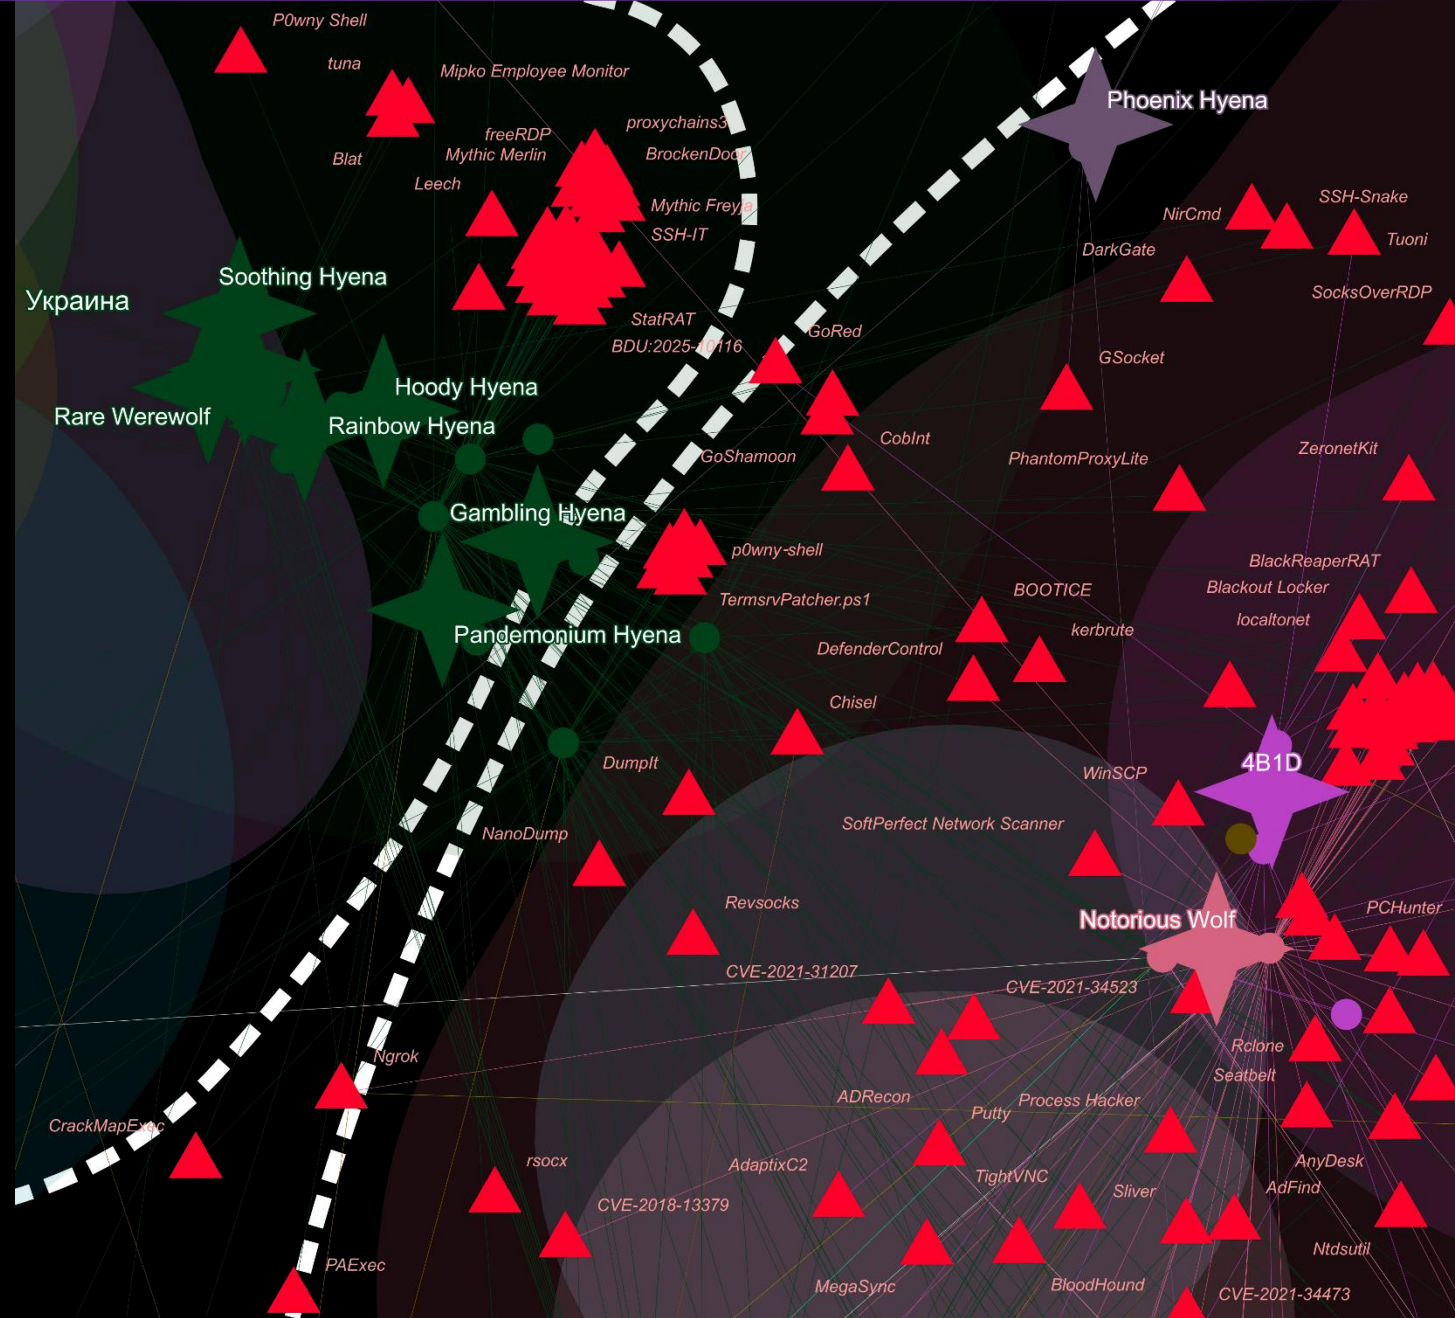 P0wny Shell
tuna
Mipko Employee Monitor
Blat
proxychains3
freeRDP
Mythic Merlin
BrockenDoor
Leech
Mythic Freyja
SSH-IT
StatRAT
BDU:2025-10116
Soothing Hyena
Украина
Hoody Hyena
Rare Werewolf
Rainbow Hyena
Gambling Hyena
Pandemonium Hyena
Phoenix Hyena
SSH-Snake
NirCmd
Tuoni
DarkGate
SocksOverRDP
GoRed
GSocket
CobInt
GoShamoon
PhantomProxyLite
ZeronetKit
p0wny-shell
TermsrvPatcher.ps1
BlackReaperRAT
Blackout Locker
BOOTICE
localtonet
kerbrute
DefenderControl
Chisel
DumpIt
4B1D
WinSCP
NanoDump
SoftPerfect Network Scanner
Revsocks
PCHunter
Notorious Wolf
CVE-2021-31207
CVE-2021-34523
Ngrok
Rclone
Seatbelt
ADRecon
Process Hacker
Putty
CrackMapExec
rsocx
AdaptixC2
AnyDesk
TightVNC
Sliver
AdFind
CVE-2018-13379
Ntdsutil
PAExec
MegaSync
BloodHound
CVE-2021-34473